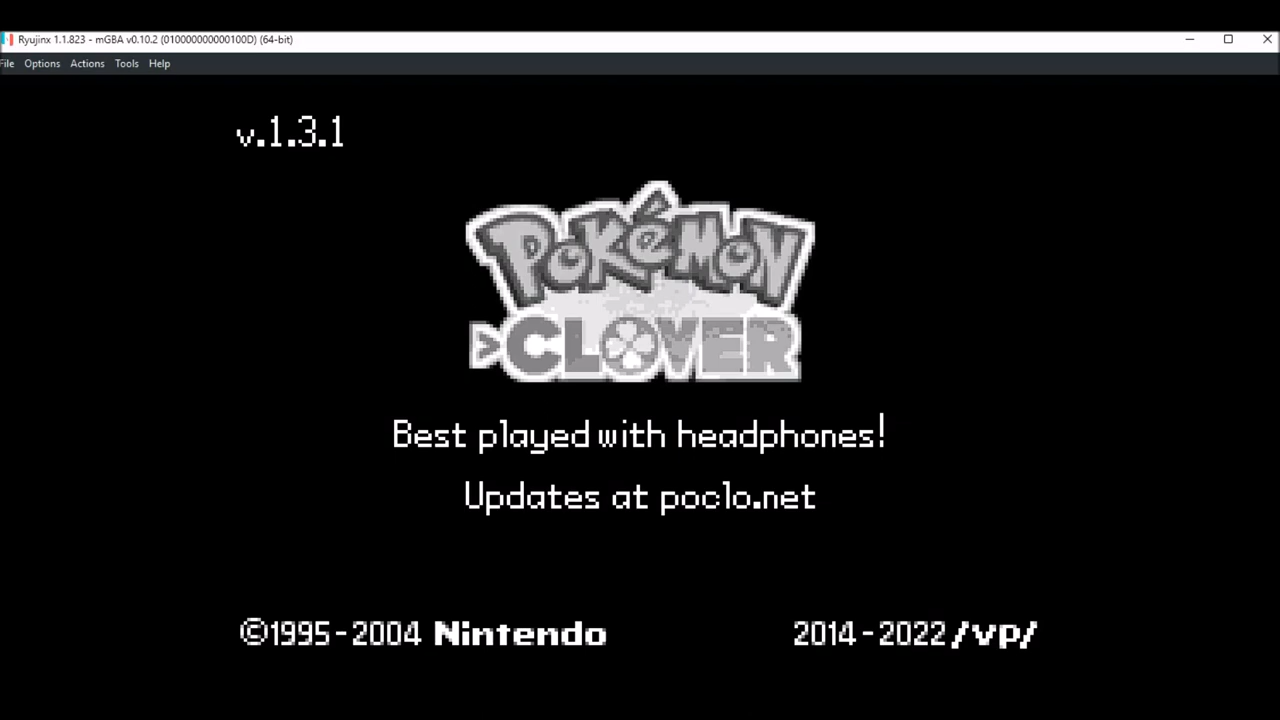 Ryujinx 1.1.823 - mGBA v0.10.2 (010000000000100D) (64-bit)
File Options Actions Tools Help
v.1.3.1
POKéMON
>CLOVER
Best played with headphones!
Updates at poclo.net
©1995-2004 Nintendo 2014-2022 /vp/